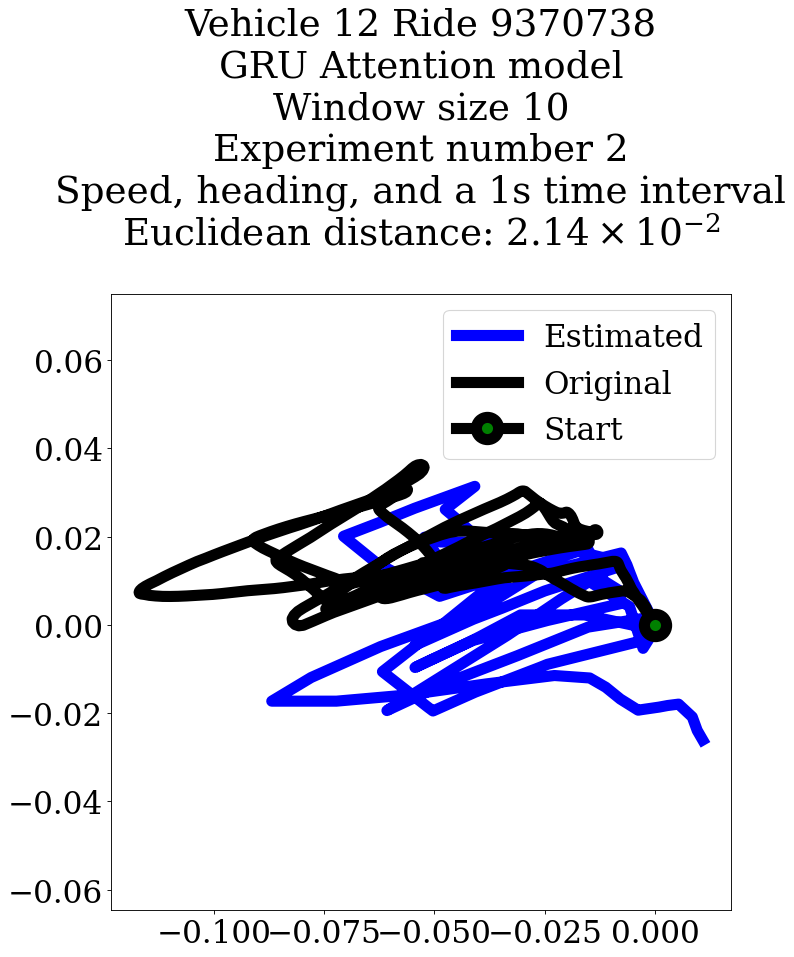 Vehicle 12 Ride 9370738
GRU Attention model
Window size 10
Experiment number 2
Speed, heading, and a 1s time interval
Euclidean distance: 2.14 × 10⁻²
Estimated
Original
Start
0.06
0.04
0.02
0.00
−0.02
−0.04
−0.06
−0.100 −0.075 −0.050 −0.025 0.000